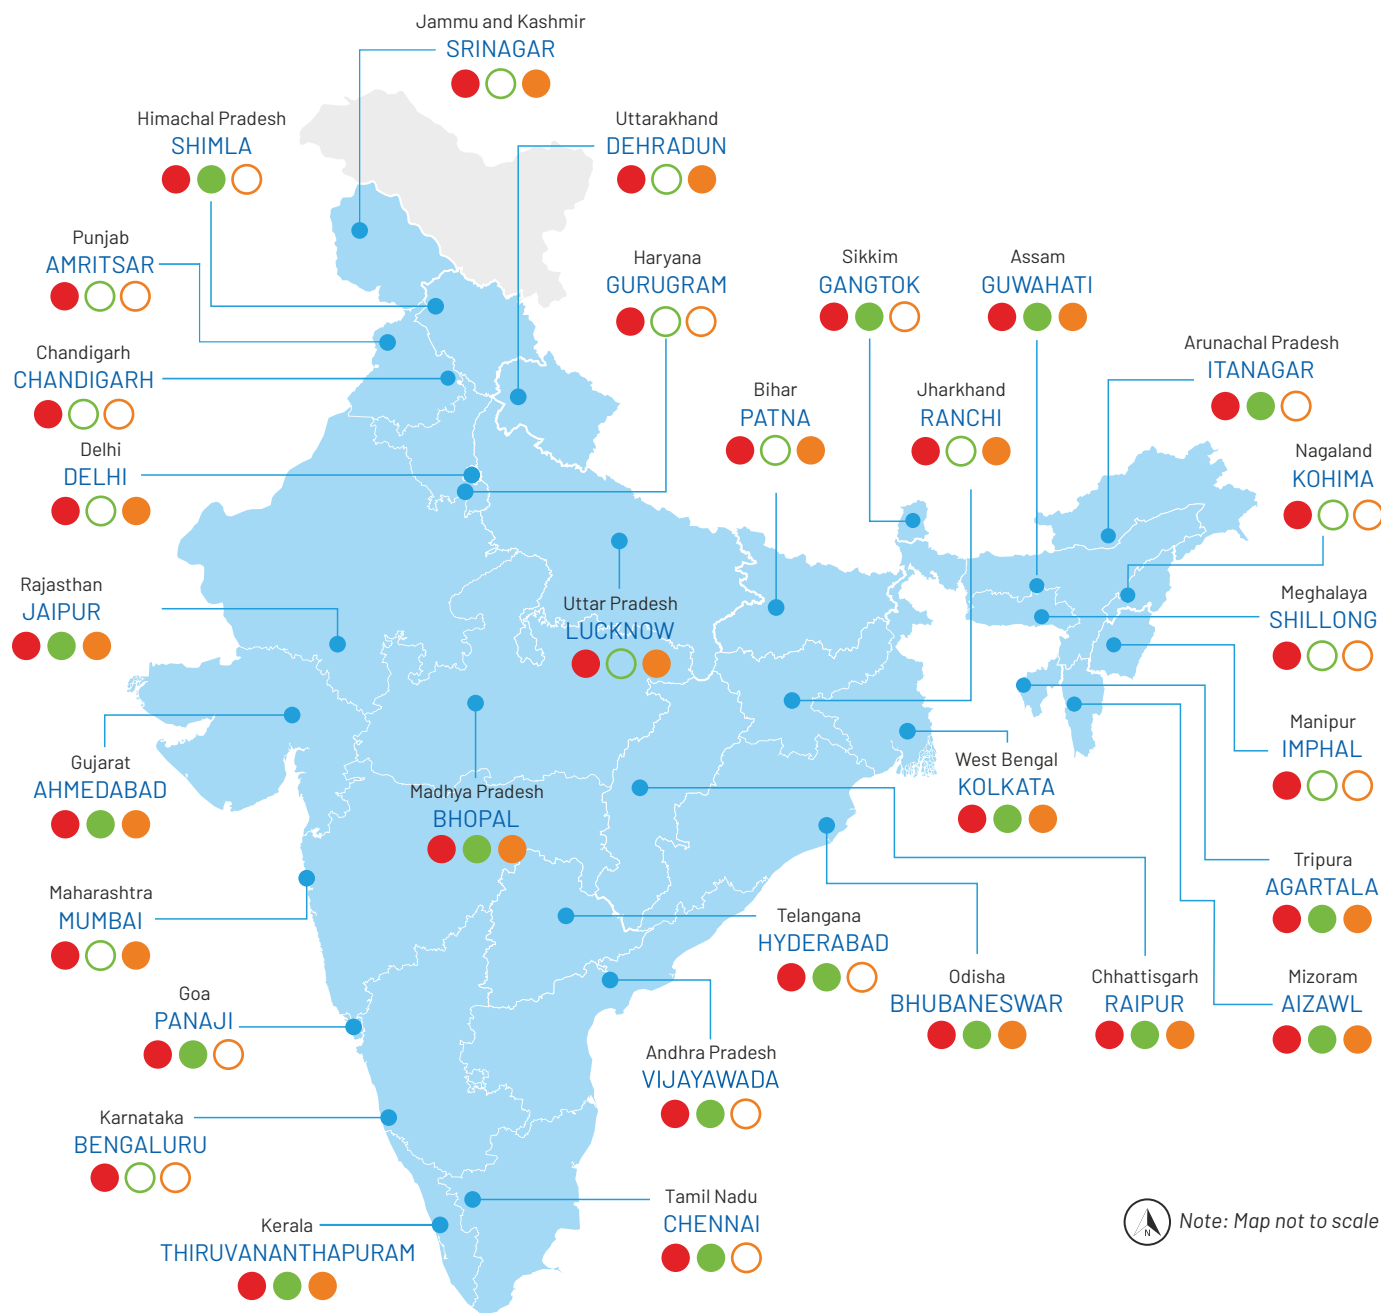 Jammu and Kashmir
SRINAGAR
Himachal Pradesh
SHIMLA
Uttarakhand
DEHRADUN
Punjab
AMRITSAR
Haryana
GURUGRAM
Sikkim
GANGTOK
Assam
GUWAHATI
Chandigarh
CHANDIGARH
Arunachal Pradesh
ITANAGAR
Bihar
PATNA
Jharkhand
RANCHI
Delhi
DELHI
Nagaland
KOHIMA
Rajasthan
JAIPUR
Uttar Pradesh
LUCKNOW
Meghalaya
SHILLONG
Manipur
IMPHAL
Gujarat
AHMEDABAD
Madhya Pradesh
BHOPAL
West Bengal
KOLKATA
Tripura
AGARTALA
Maharashtra
MUMBAI
Telangana
HYDERABAD
Odisha
BHUBANESWAR
Chhattisgarh
RAIPUR
Mizoram
AIZAWL
Goa
PANAJI
Andhra Pradesh
VIJAYAWADA
Karnataka
BENGALURU
Tamil Nadu
CHENNAI
Kerala
THIRUVANANTHAPURAM
N
Note: Map not to scale